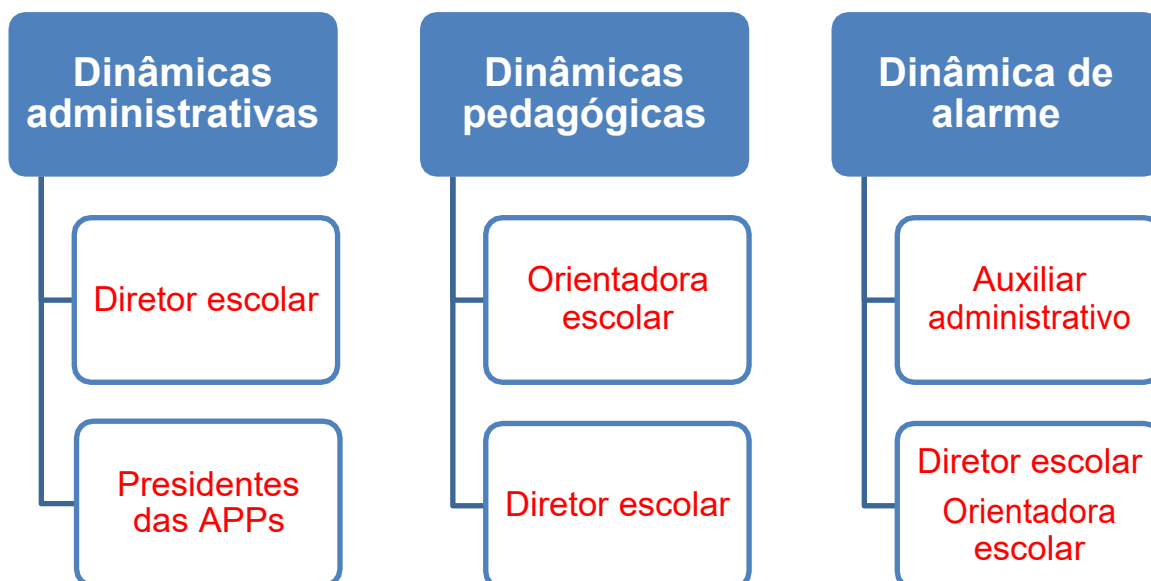 Dinâmicas
administrativas
Diretor escolar
Presidentes
das APPs
Dinâmicas
pedagógicas
Orientadora
escolar
Diretor escolar
Dinâmica de
alarme
Auxiliar
administrativo
Diretor escolar
Orientadora
escolar